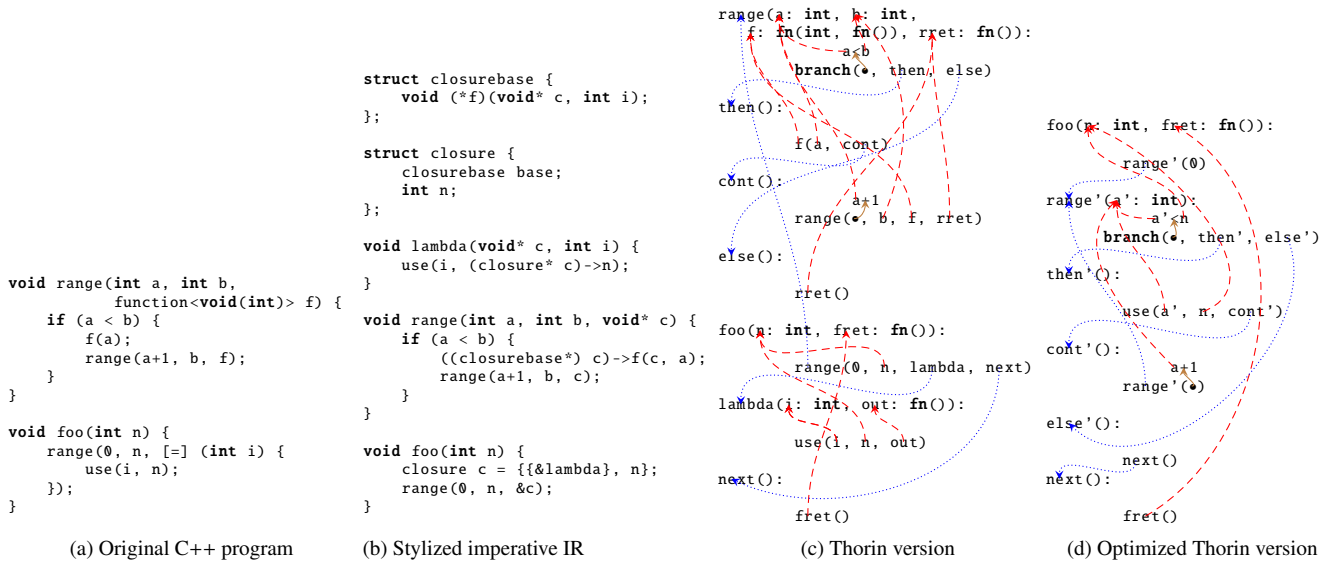 void range(int a, int b,
function<void(int)> f) {
if (a < b) {
f(a);
range(a+1, b, f);
}
}
void foo(int n) {
range(0, n, [=] (int i) {
use(i, n);
});
}
(a) Original C++ program
struct closurebase {
void (*f)(void* c, int i);
};
struct closure {
closurebase base;
int n;
};
void lambda(void* c, int i) {
use(i, (closure* c)->n);
}
void range(int a, int b, void* c) {
if (a < b) {
((closurebase*) c)->f(c, a);
range(a+1, b, c);
}
}
void foo(int n) {
closure c = {{&lambda}, n};
range(0, n, &c);
}
(b) Stylized imperative IR
range(a: int, b: int,
f: fn(int, fn()), rret: fn()):
a<b
branch(●, then, else)
then():
f(a, cont)
cont():
a+1
range(●, b, f, rret)
else():
rret()
foo(n: int, fret: fn()):
range(0, n, lambda, next)
lambda(i: int, out: fn()):
use(i, n, out)
next():
fret()
(c) Thorin version
foo(n: int, fret: fn()):
range'(0)
range'(a': int):
a'<n
branch(●, then', else')
then'():
use(a', n, cont')
cont'():
a+1
range'(●)
else'():
next()
next():
fret()
(d) Optimized Thorin version